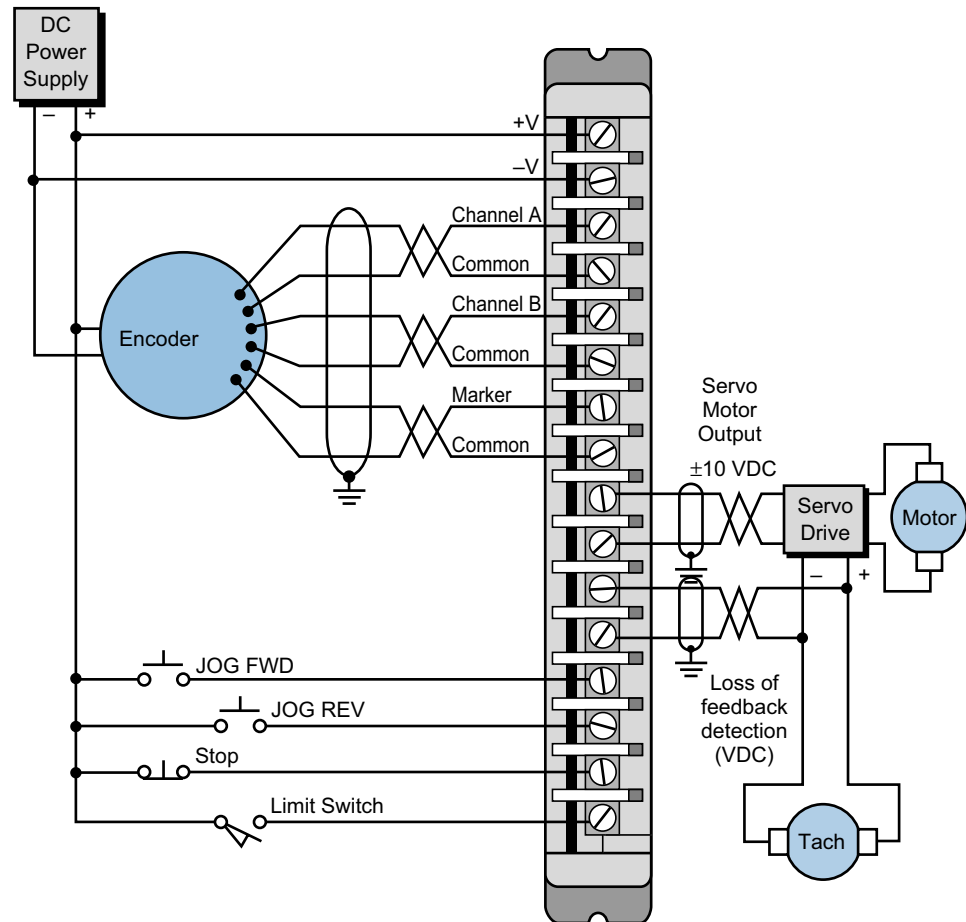 DC
Power
Supply
– +
+V
–V
Channel A
Common
Channel B
Common
Marker
Common
Encoder
Servo
Motor
Output
±10 VDC
Servo
Drive
Motor
– +
JOG FWD
JOG REV
Stop
Limit Switch
Loss of
feedback
detection
(VDC)
Tach